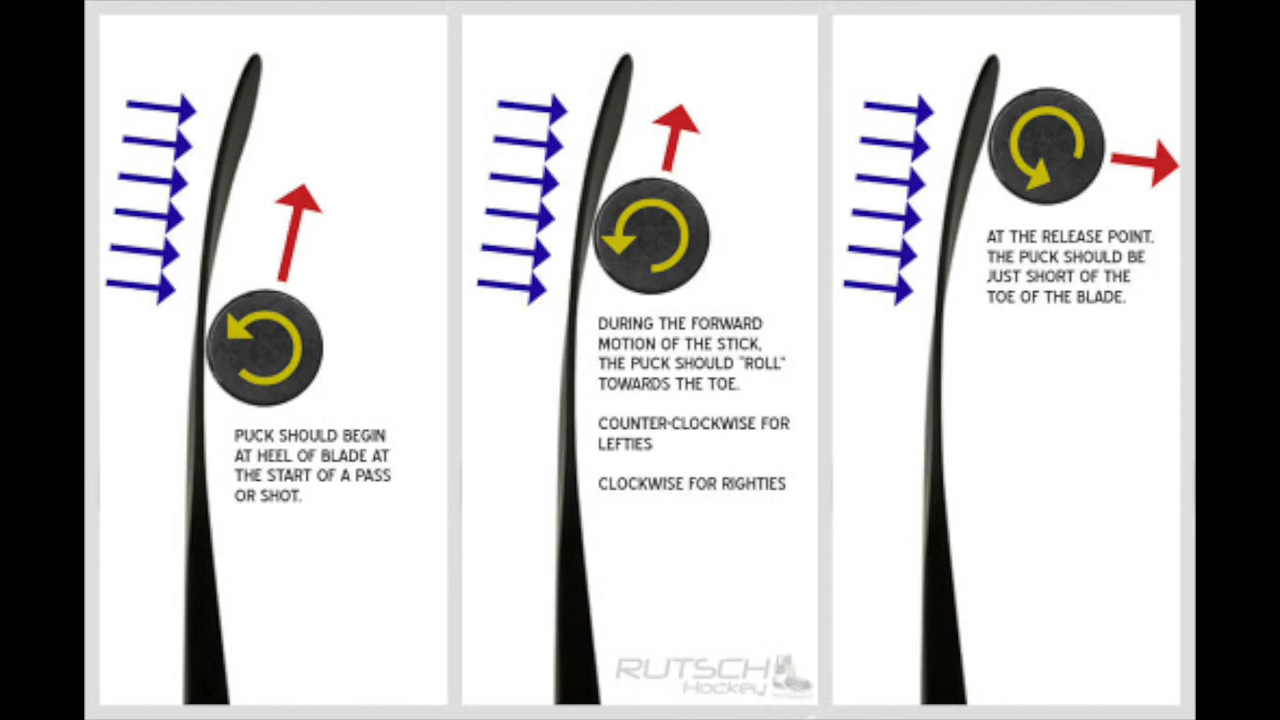 PUCK SHOULD BEGIN
AT HEEL OF BLADE AT
THE START OF A PASS
OR SHOT.
DURING THE FORWARD
MOTION OF THE STICK,
THE PUCK SHOULD "ROLL"
TOWARDS THE TOE.
COUNTER-CLOCKWISE FOR
LEFTIES
CLOCKWISE FOR RIGHTIES
RUTSCH
Hockey
AT THE RELEASE POINT,
THE PUCK SHOULD BE
JUST SHORT OF THE
TOE OF THE BLADE.